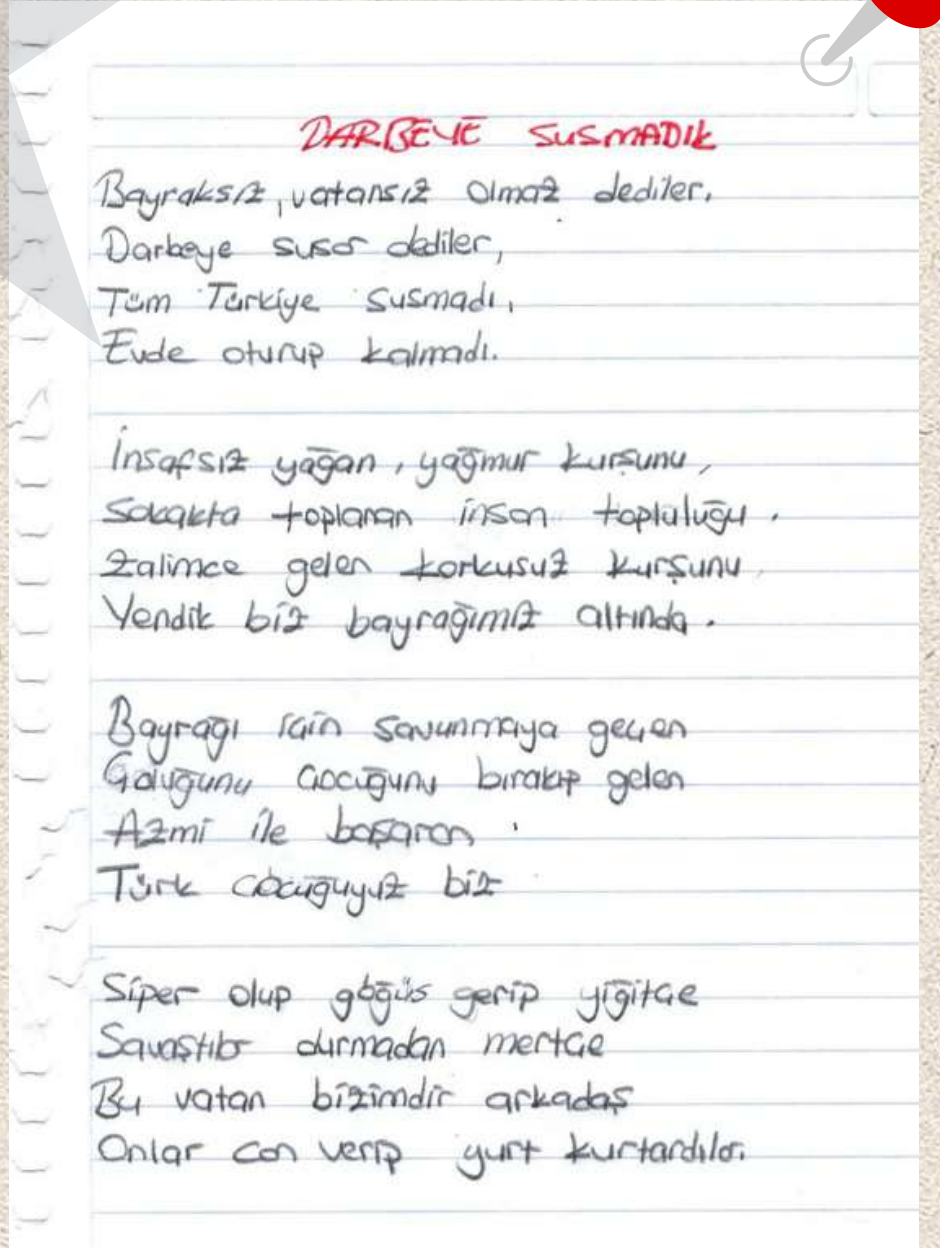 DARBEYE SUSMADIK
Bayraksız, vatansız olmaz dediler,
Darbeye susar dediler,
Tüm Türkiye susmadı,
Evde oturup kalmadı.
İnsafsız yağan, yağmur kurşunu,
Sokakta toplanan insan topluluğu.
Zalimce gelen korkusuz kurşunu,
Yendik biz bayrağımız altında.
Bayrağı için savunmaya geçen
Çoluğunu çocuğunu bırakıp gelen
Azmi ile başaran
Türk çocuğuyuz biz
Siper olup göğüs gerip yiğitçe
Savaştılar durmadan mertçe
Bu vatan bizimdir arkadaş
Onlar can verip yurt kurtardılar.